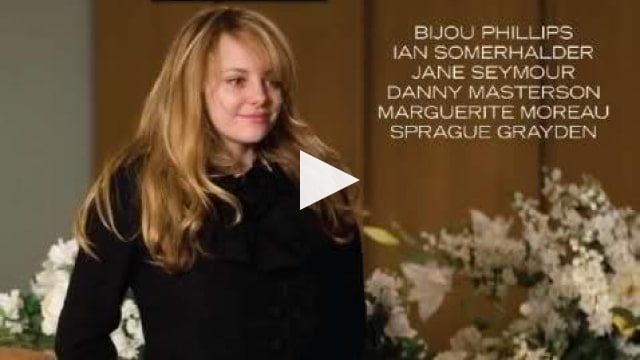 BIJOU PHILLIPS
IAN SOMERHALDER
JANE SEYMOUR
DANNY MASTERSON
MARGUERITE MOREAU
SPRAGUE GRAYDEN